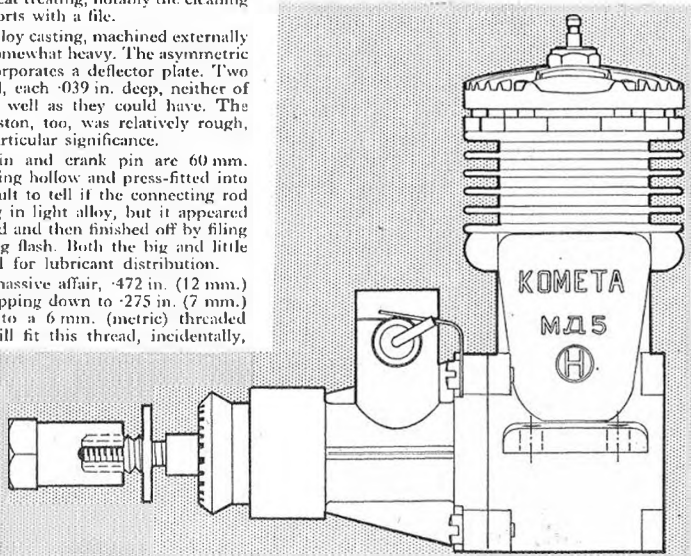 eat treating, notably the cleaning
orts with a file.
lloy casting, machined externally
omewhat heavy. The asymmetric
orporates a deflector plate. Two
l, each ·039 in. deep, neither of
well as they could have. The
ston, too, was relatively rough,
rticular significance.
in and crank pin are 60 mm.
ing hollow and press-fitted into
ult to tell if the connecting rod
g in light alloy, but it appeared
d and then finished off by filing
g flash. Both the big and little
l for lubricant distribution.
nassive affair, ·472 in. (12 mm.)
pping down to ·275 in. (7 mm.)
to a 6 mm. (metric) threaded
ill fit this thread, incidentally,
KOMETA
МД5
H